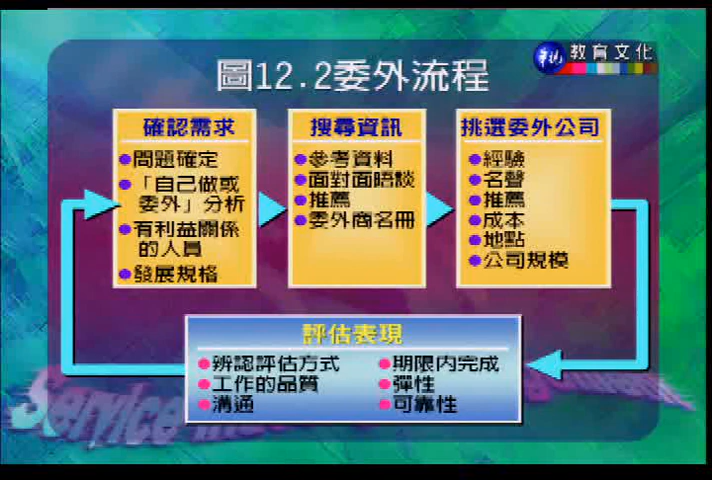 華視 教育文化
圖12.2委外流程
確認需求
問題確定
「自己做或
委外」分析
有利益關係
的人員
發展規格
搜尋資訊
參考資料
面對面晤談
推薦
委外商名冊
挑選委外公司
經驗
名聲
推薦
成本
地點
公司規模
評估表現
辨認評估方式
工作的品質
溝通
期限內完成
彈性
可靠性
Service